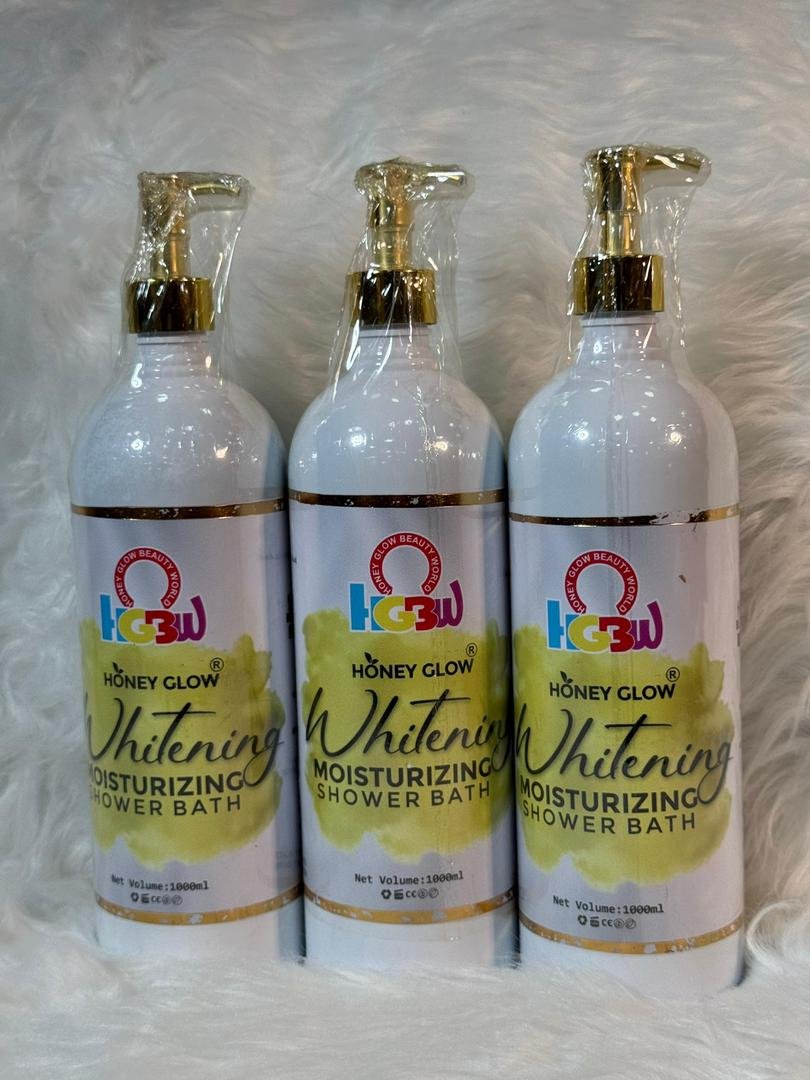 HONEY GLOW BEAUTY WORLD
HGBW
HONEY GLOW®
Whitening
MOISTURIZING
SHOWER BATH
Net Volume:1000ml
HONEY GLOW BEAUTY WORLD
HGBW
HONEY GLOW®
Whitening
MOISTURIZING
SHOWER BATH
Net Volume:1000ml
HONEY GLOW BEAUTY WORLD
HGBW
HONEY GLOW®
Whitening
MOISTURIZING
SHOWER BATH
Net Volume:1000ml